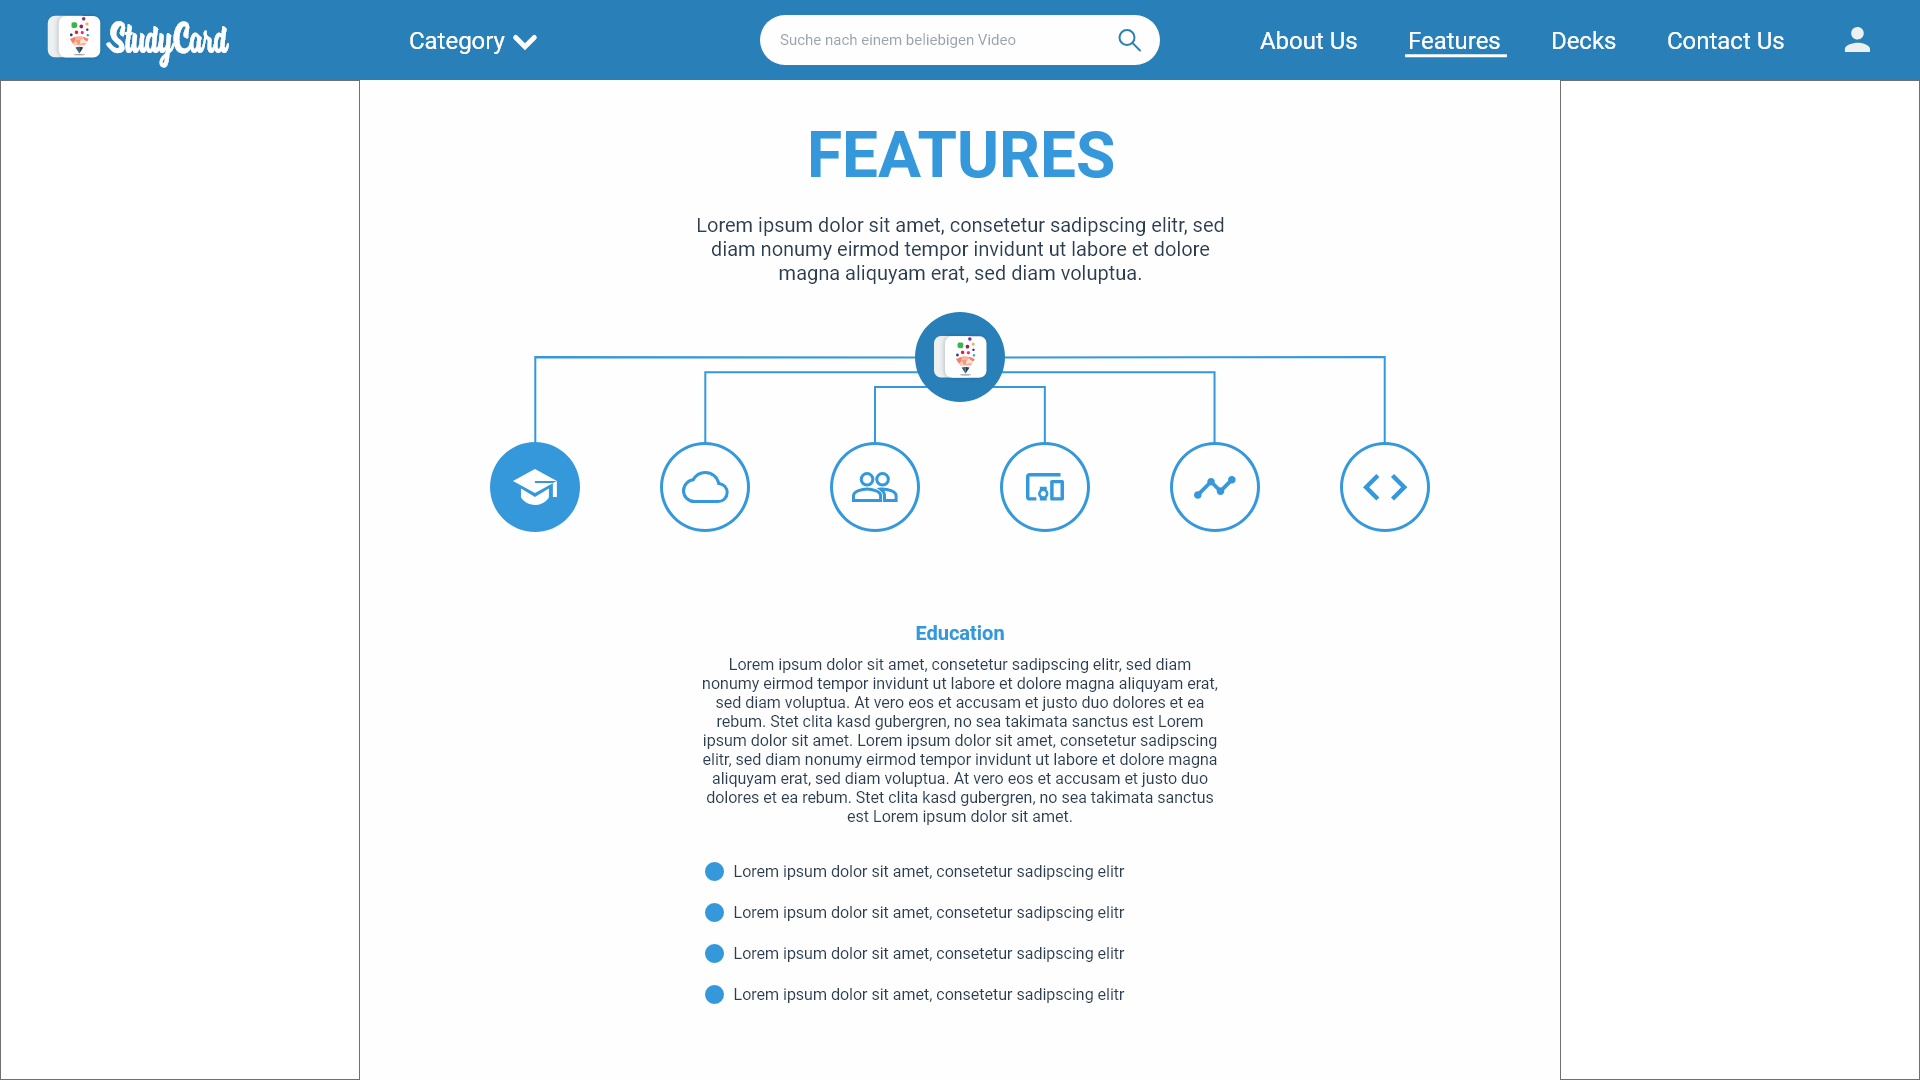 StudyCard
Category
Suche nach einem beliebigen Video
About Us
Features
Decks
Contact Us
FEATURES
Lorem ipsum dolor sit amet, consetetur sadipscing elitr, sed
diam nonumy eirmod tempor invidunt ut labore et dolore
magna aliquyam erat, sed diam voluptua.
Education
Lorem ipsum dolor sit amet, consetetur sadipscing elitr, sed diam
nonumy eirmod tempor invidunt ut labore et dolore magna aliquyam erat,
sed diam voluptua. At vero eos et accusam et justo duo dolores et ea
rebum. Stet clita kasd gubergren, no sea takimata sanctus est Lorem
ipsum dolor sit amet. Lorem ipsum dolor sit amet, consetetur sadipscing
elitr, sed diam nonumy eirmod tempor invidunt ut labore et dolore magna
aliquyam erat, sed diam voluptua. At vero eos et accusam et justo duo
dolores et ea rebum. Stet clita kasd gubergren, no sea takimata sanctus
est Lorem ipsum dolor sit amet.
Lorem ipsum dolor sit amet, consetetur sadipscing elitr
Lorem ipsum dolor sit amet, consetetur sadipscing elitr
Lorem ipsum dolor sit amet, consetetur sadipscing elitr
Lorem ipsum dolor sit amet, consetetur sadipscing elitr